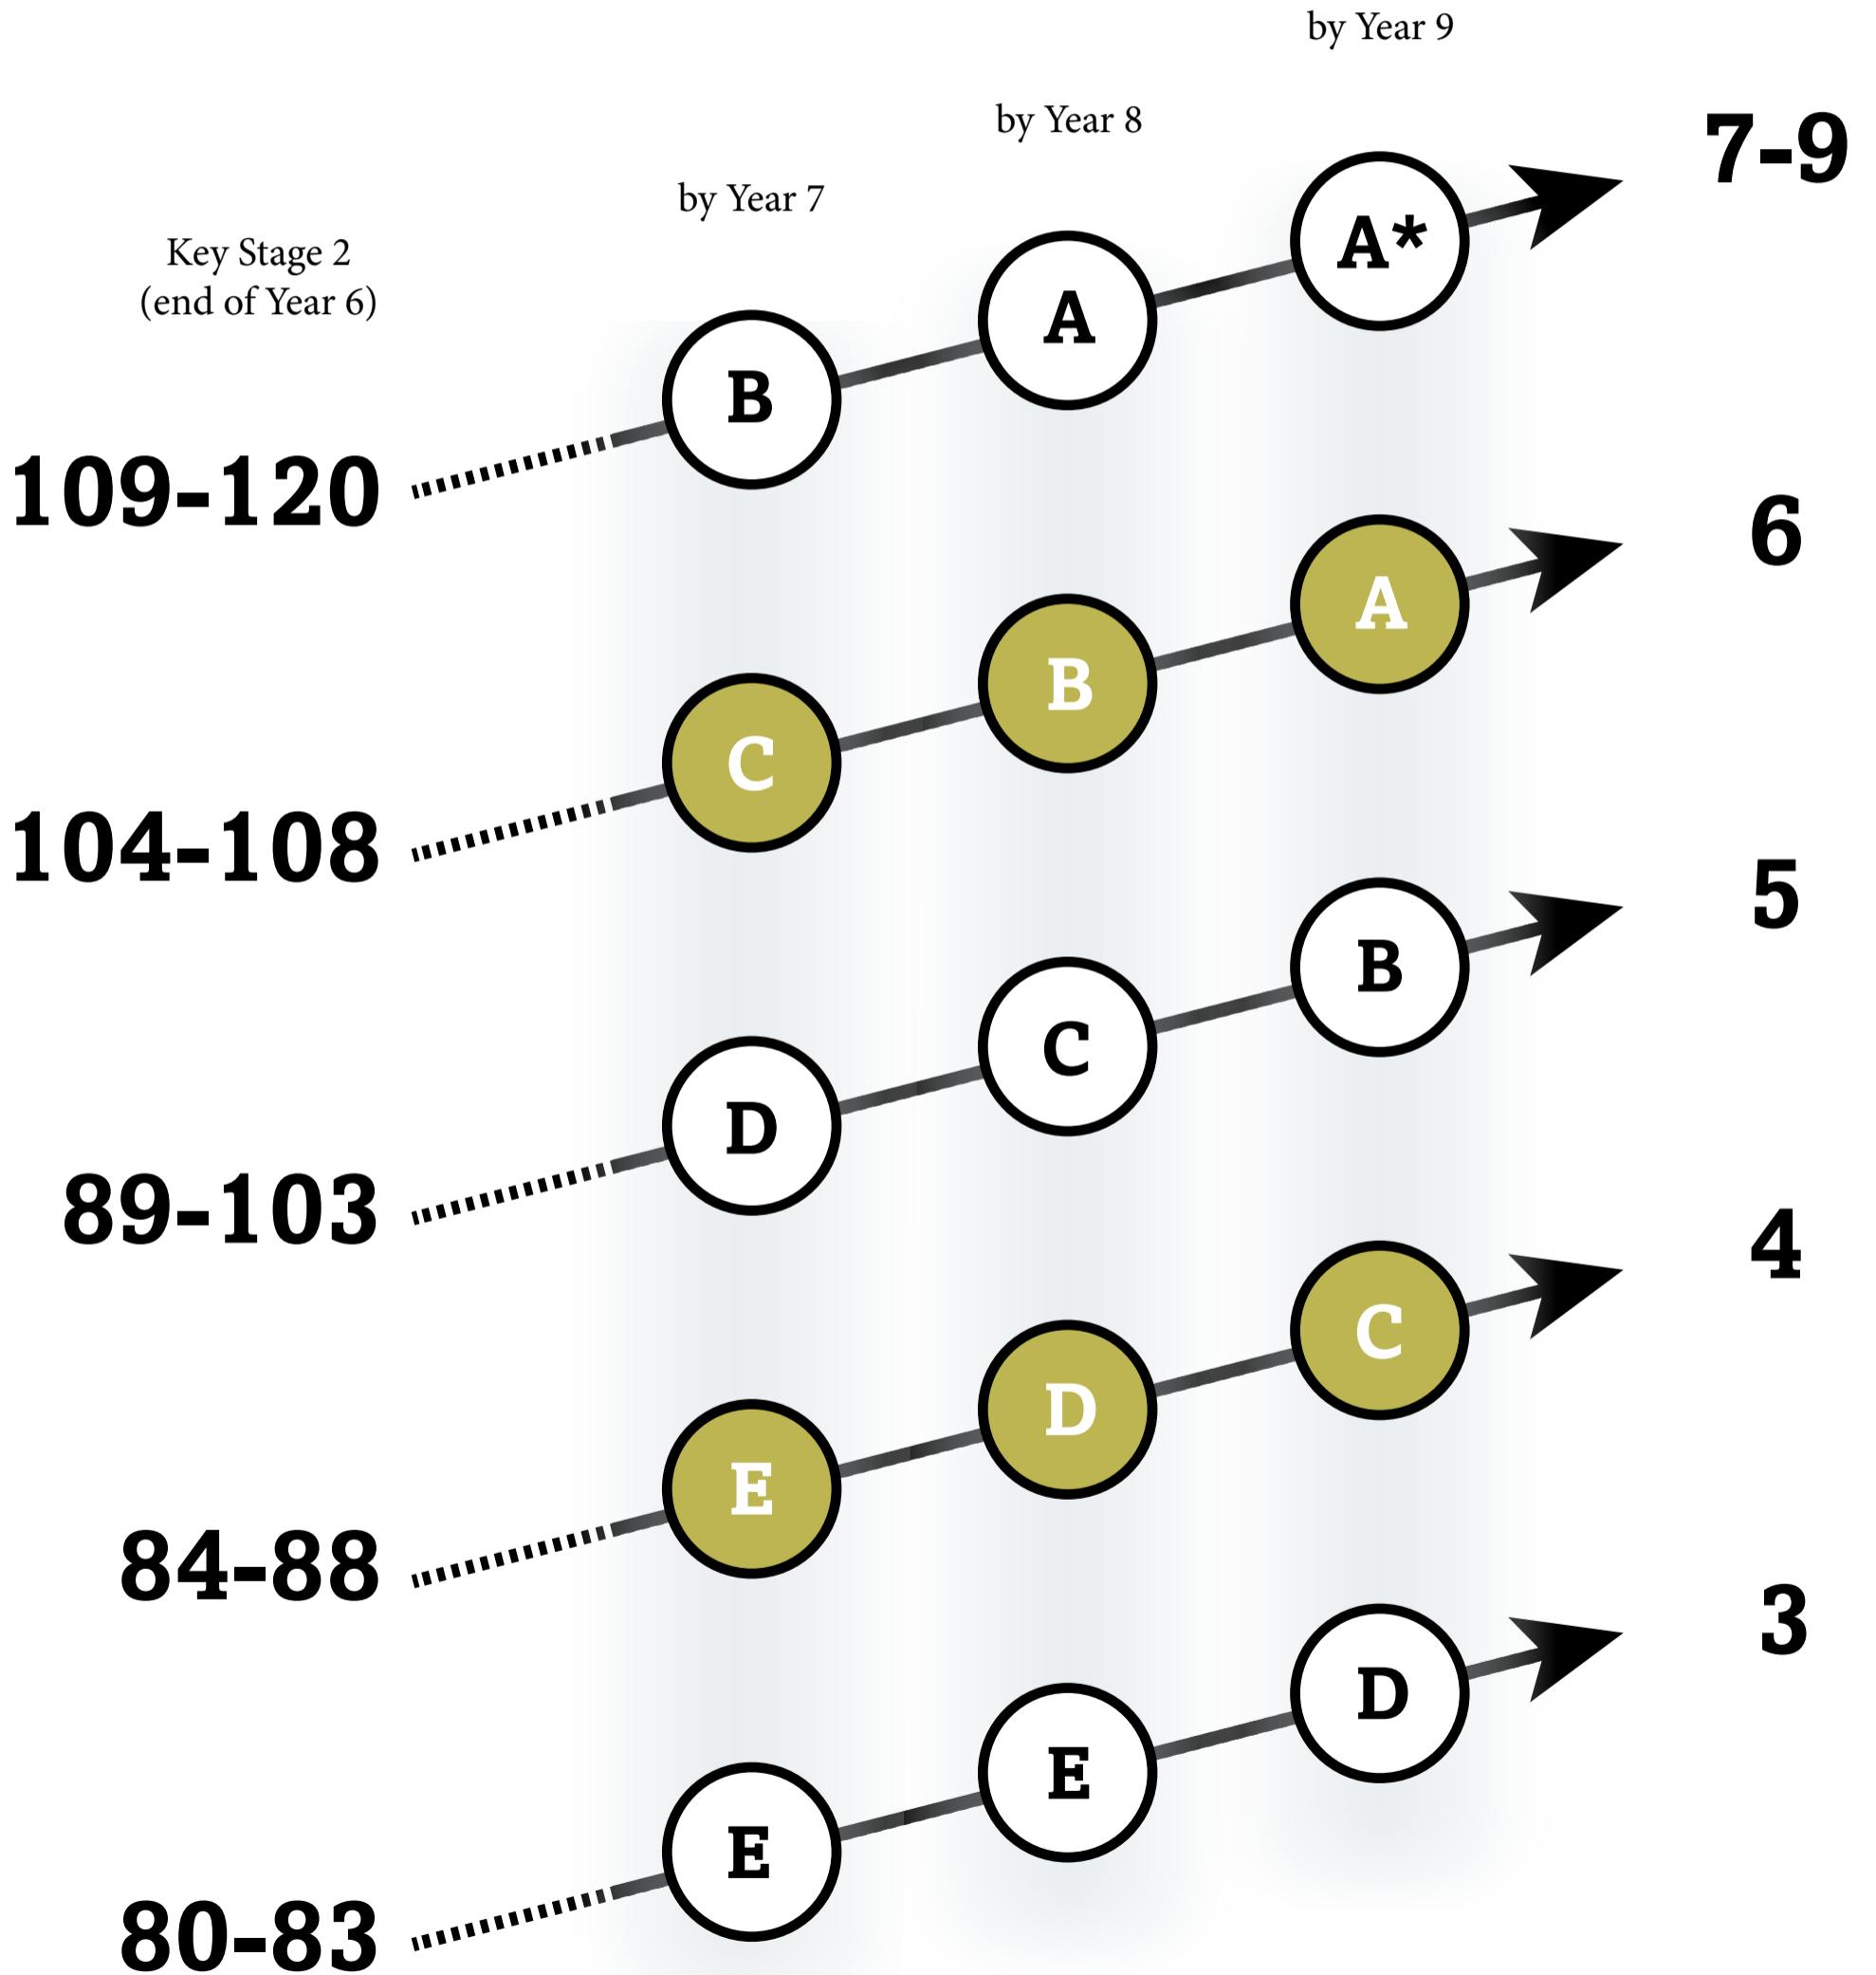 by Year 9
by Year 8
7-9
by Year 7
A*
Key Stage 2
(end of Year 6)
A
B
109-120
6
A
B
C
104-108
5
B
C
D
89-103
4
C
D
E
84-88
3
D
E
E
80-83